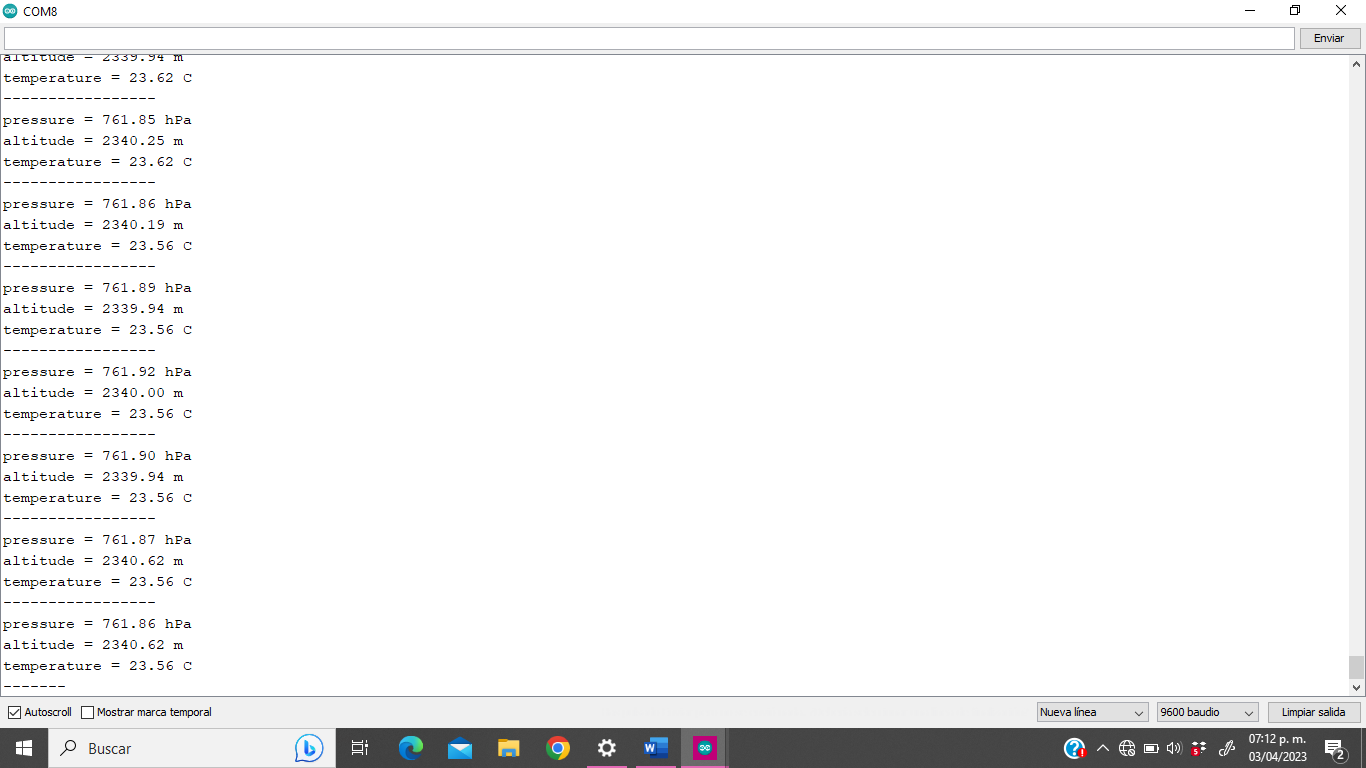 COM8
Enviar
altitude = 2339.94 m
temperature = 23.62 C
-----------------
pressure = 761.85 hPa
altitude = 2340.25 m
temperature = 23.62 C
-----------------
pressure = 761.86 hPa
altitude = 2340.19 m
temperature = 23.56 C
-----------------
pressure = 761.89 hPa
altitude = 2339.94 m
temperature = 23.56 C
-----------------
pressure = 761.92 hPa
altitude = 2340.00 m
temperature = 23.56 C
-----------------
pressure = 761.90 hPa
altitude = 2339.94 m
temperature = 23.56 C
-----------------
pressure = 761.87 hPa
altitude = 2340.62 m
temperature = 23.56 C
-----------------
pressure = 761.86 hPa
altitude = 2340.62 m
temperature = 23.56 C
-------
Autoscroll Mostrar marca temporal Nueva línea 9600 baudio Limpiar salida
Buscar
07:12 p. m.
03/04/2023
2